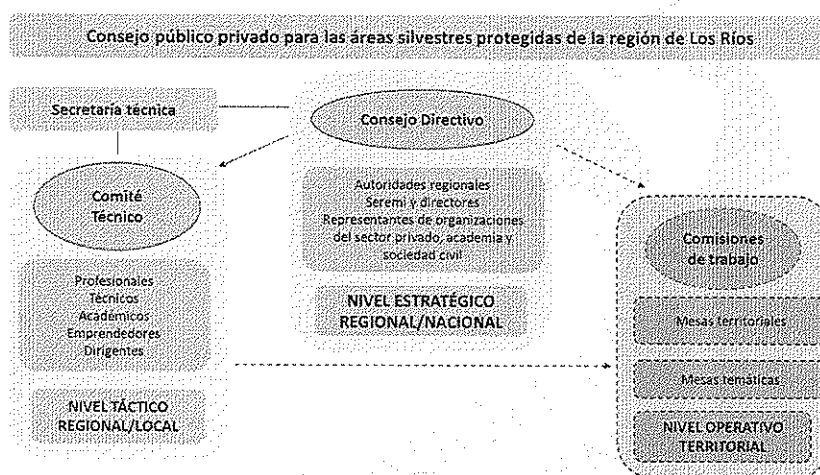 Consejo público privado para las áreas silvestres protegidas de la región de Los Ríos
Secretaría técnica
Consejo Directivo
Comité
Técnico
Autoridades regionales
Seremi y directores
Representantes de organizaciones
del sector privado, academia y
sociedad civil
Comisiones
de trabajo
Profesionales
Técnicos
Académicos
Emprendedores
Dirigentes
NIVEL ESTRATÉGICO
REGIONAL/NACIONAL
Mesas territoriales
Mesas temáticas
NIVEL TÁCTICO
REGIONAL/LOCAL
NIVEL OPERATIVO
TERRITORIAL